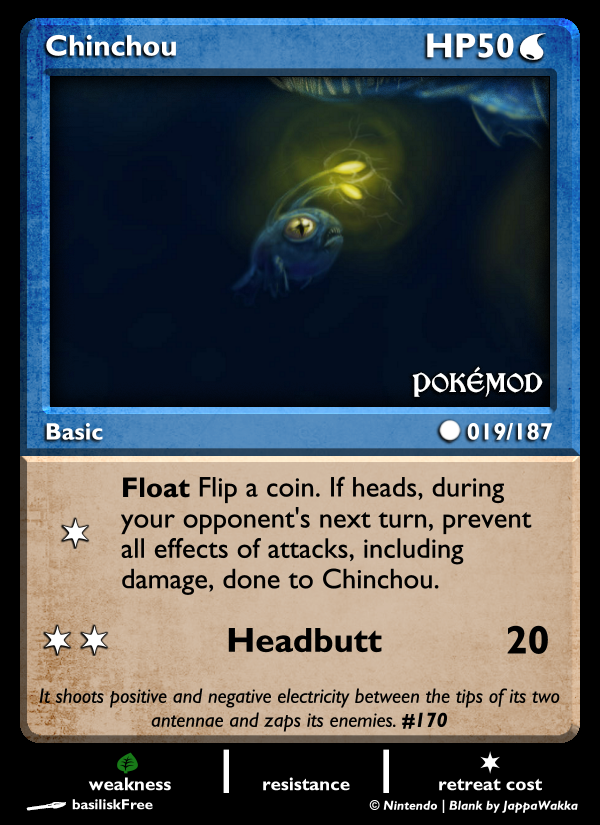 Chinchou HP50
POKÉMOD
Basic 019/187
Float Flip a coin. If heads, during
your opponent's next turn, prevent
all effects of attacks, including
damage, done to Chinchou.
Headbutt 20
It shoots positive and negative electricity between the tips of its two
antennae and zaps its enemies. #170
weakness resistance retreat cost
basiliskFree © Nintendo | Blank by JappaWakka